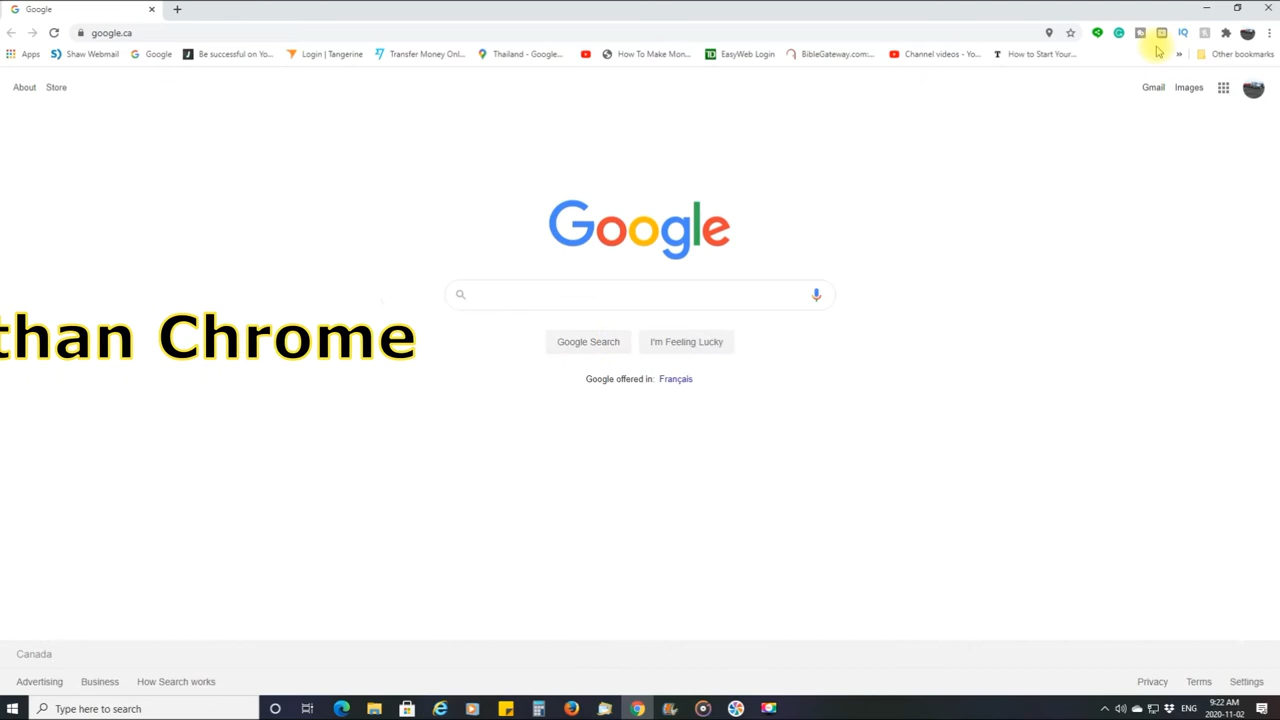 Google
google.ca
Apps Shaw Webmail Google Be successful on Yo... Login | Tangerine Transfer Money Onl... Thailand - Google... How To Make Mon... EasyWeb Login BibleGateway.com:... Channel videos - Yo... How to Start Your... » Other bookmarks
About Store Gmail Images
Google
than Chrome
Google Search I'm Feeling Lucky
Google offered in: Français
Canada
Advertising Business How Search works Privacy Terms Settings
Type here to search ENG 9:22 AM
2020-11-02